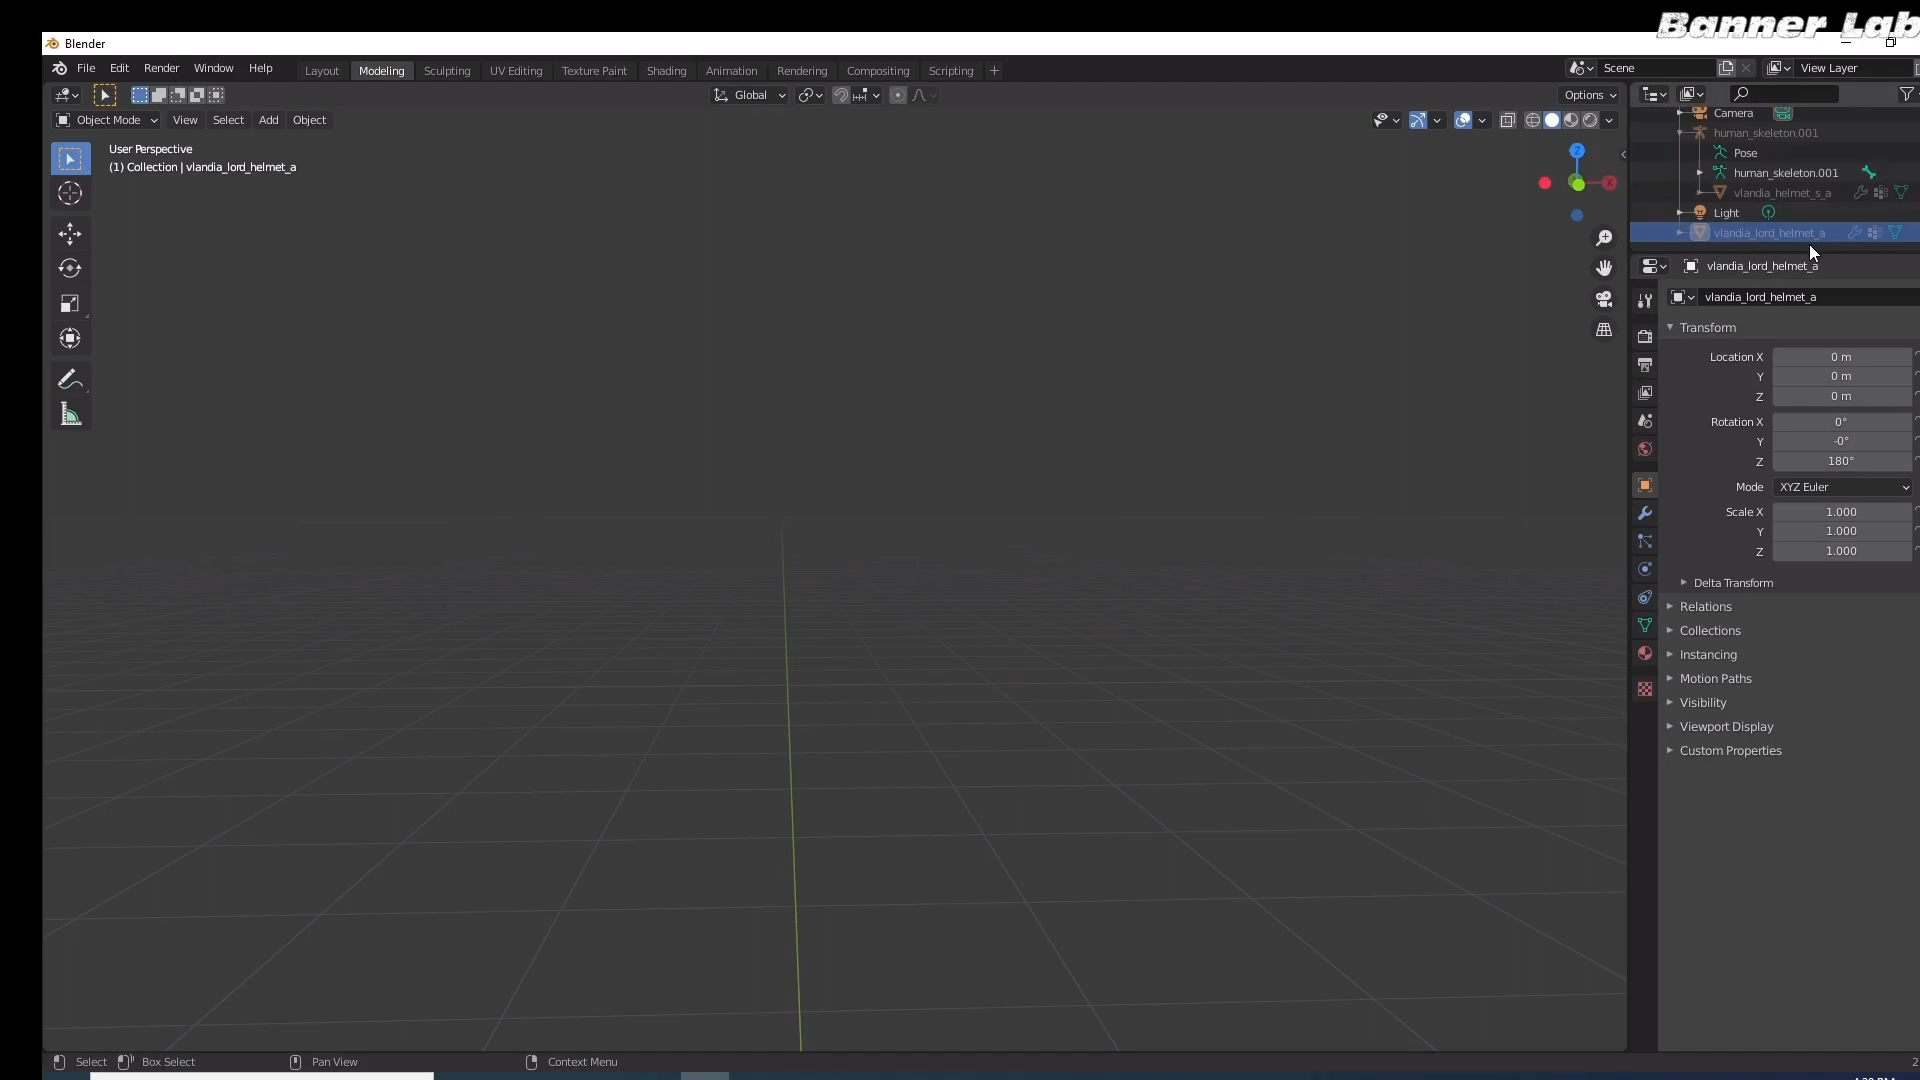 Banner Lab
Blender
File Edit Render Window Help
Layout Modeling Sculpting UV Editing Texture Paint Shading Animation Rendering Compositing Scripting +
Scene
View Layer
Global
Options
Object Mode View Select Add Object
User Perspective
(1) Collection | vlandia_lord_helmet_a
Z
X
Camera
human_skeleton.001
Pose
human_skeleton.001
vlandia_helmet_s_a
Light
vlandia_lord_helmet_a
vlandia_lord_helmet_a
vlandia_lord_helmet_a
Transform
Location X 0 m
Y 0 m
Z 0 m
Rotation X 0°
Y -0°
Z 180°
Mode XYZ Euler
Scale X 1.000
Y 1.000
Z 1.000
Delta Transform
Relations
Collections
Instancing
Motion Paths
Visibility
Viewport Display
Custom Properties
Select Box Select Pan View Context Menu
2